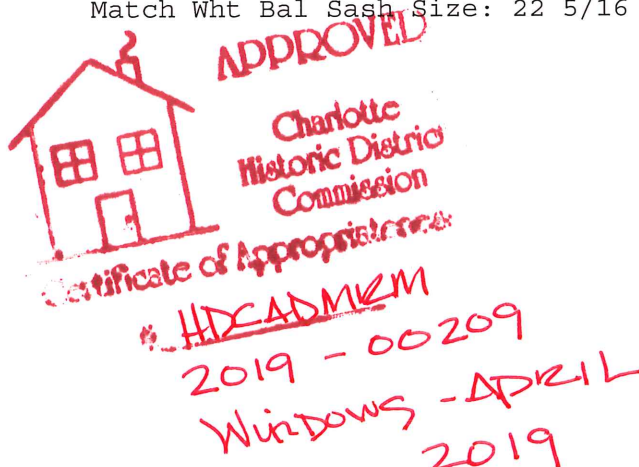 Match Wht Bal Sash Size: 22 5/16
APPROVED
Charlotte
Historic District
Commission
Certificate of Appropriateness
# HDCADMRM
2019 - 00209
WINDOWS - APRIL
2019